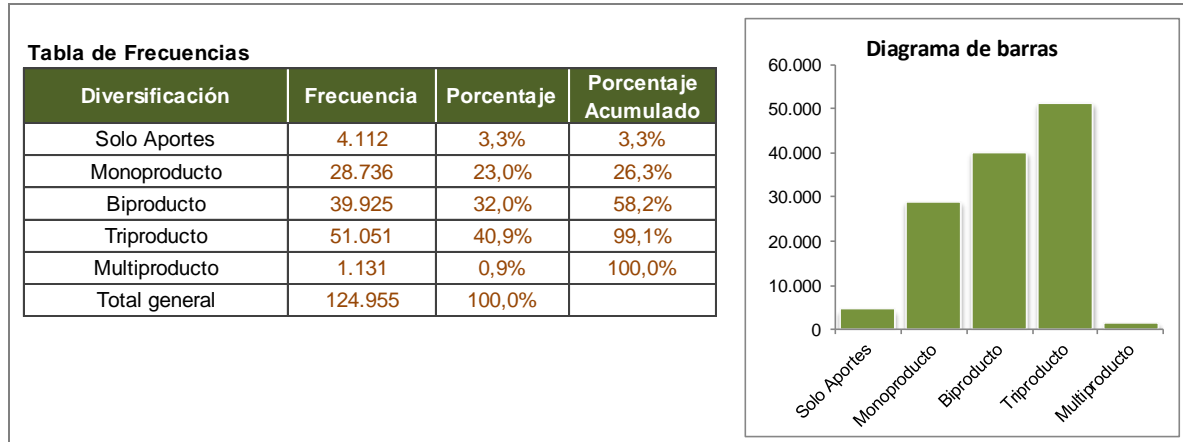 Tabla de Frecuencias
Diversificación Frecuencia Porcentaje Porcentaje Acumulado
Solo Aportes 4.112 3,3% 3,3%
Monoproducto 28.736 23,0% 26,3%
Biproducto 39.925 32,0% 58,2%
Triproducto 51.051 40,9% 99,1%
Multiproducto 1.131 0,9% 100,0%
Total general 124.955 100,0%
Diagrama de barras
60.000
50.000
40.000
30.000
20.000
10.000
0
Solo Aportes
Monoproducto
Biproducto
Triproducto
Multiproducto